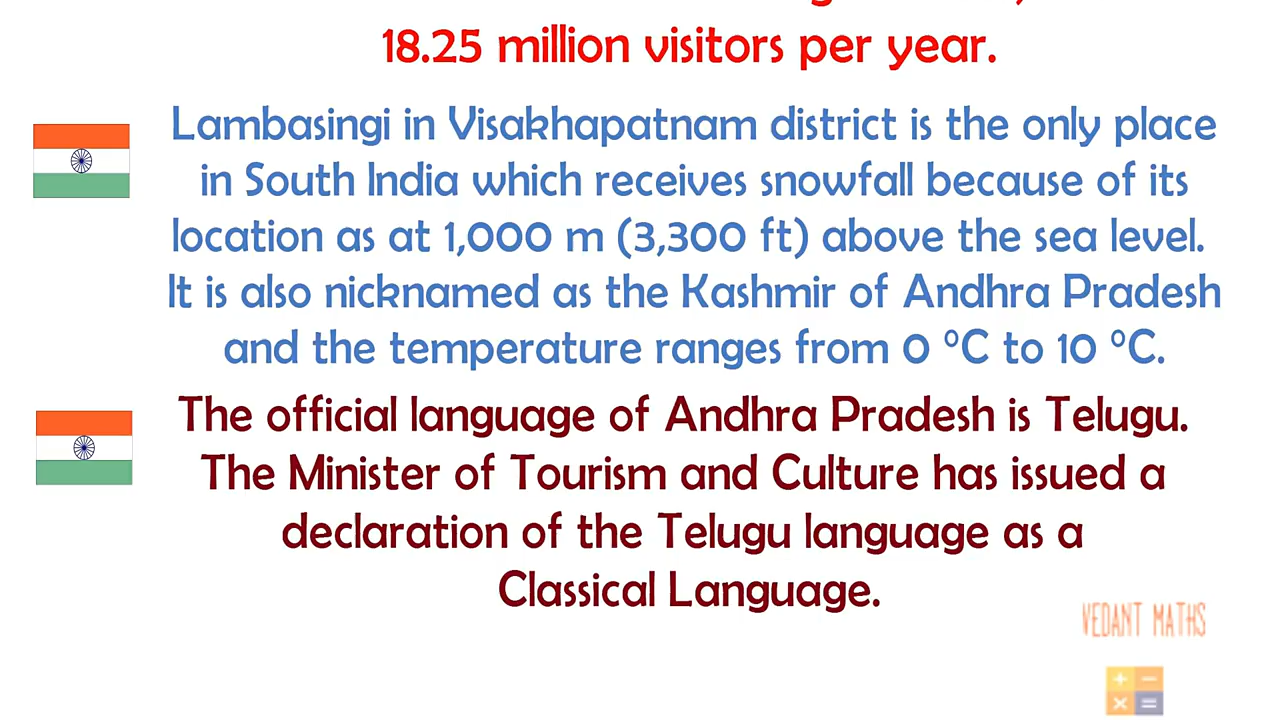 18.25 million visitors per year.
Lambasingi in Visakhapatnam district is the only place
in South India which receives snowfall because of its
location as at 1,000 m (3,300 ft) above the sea level.
It is also nicknamed as the Kashmir of Andhra Pradesh
and the temperature ranges from 0 ºC to 10 ºC.
The official language of Andhra Pradesh is Telugu.
The Minister of Tourism and Culture has issued a
declaration of the Telugu language as a
Classical Language.
VEDANT MATHS